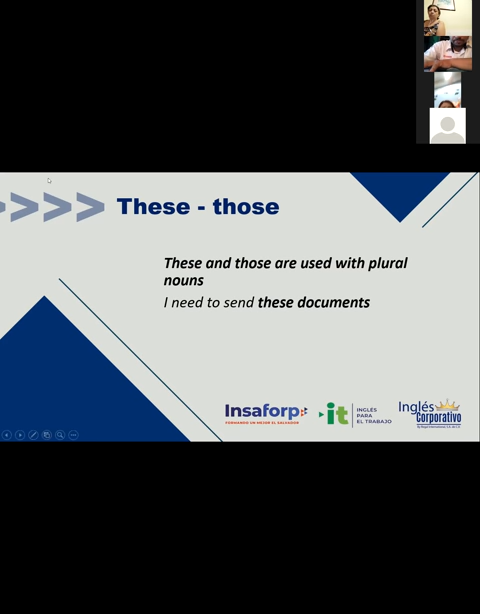 These - those
These and those are used with plural
nouns
I need to send these documents
Insaforp
FORMANDO UN MEJOR EL SALVADOR
it
INGLÉS
PARA
EL TRABAJO
Inglés
Corporativo